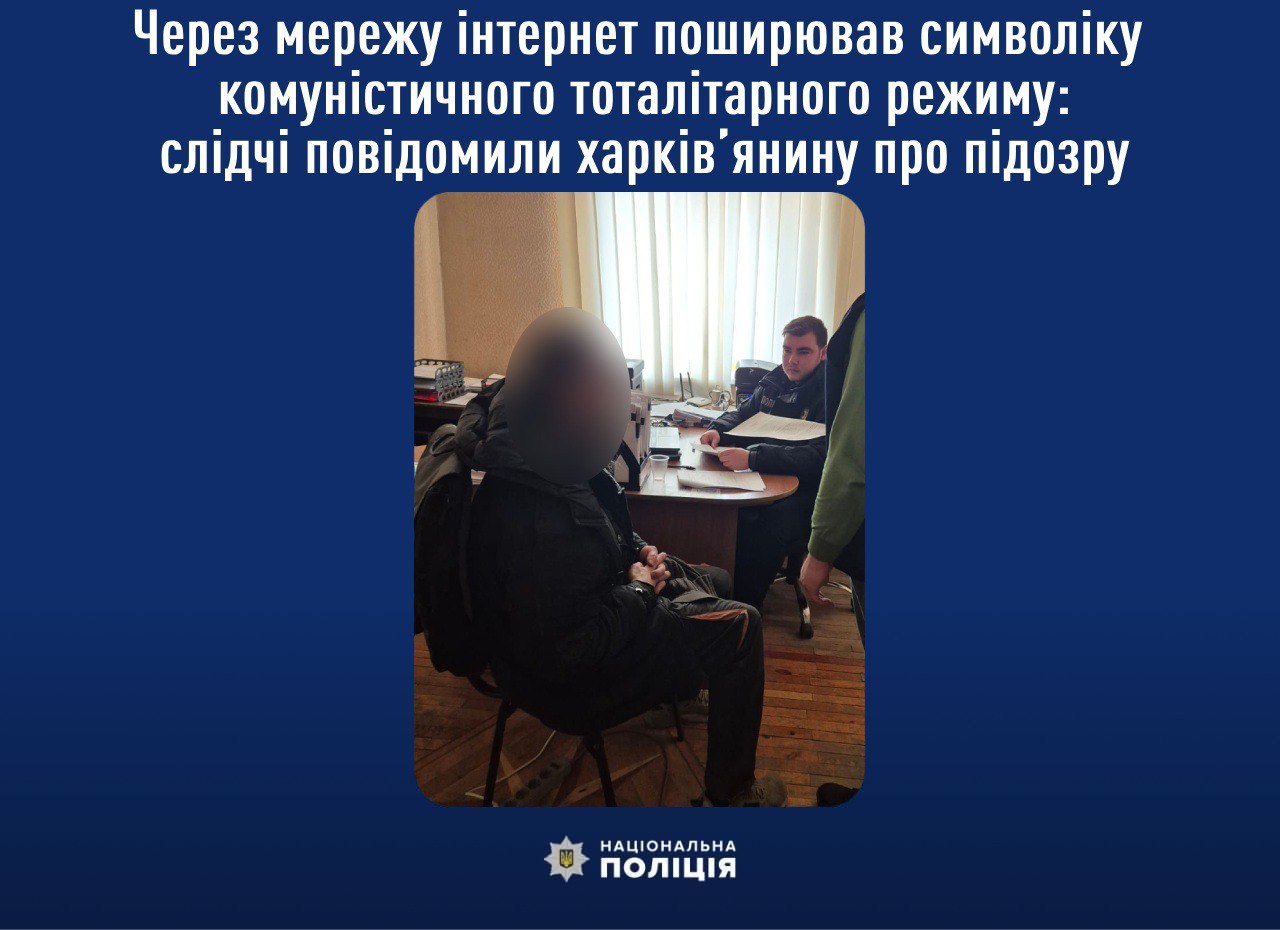 Через мережу інтернет поширював символіку
комуністичного тоталітарного режиму:
слідчі повідомили харків’янину про підозру
НАЦІОНАЛЬНА
ПОЛІЦІЯ